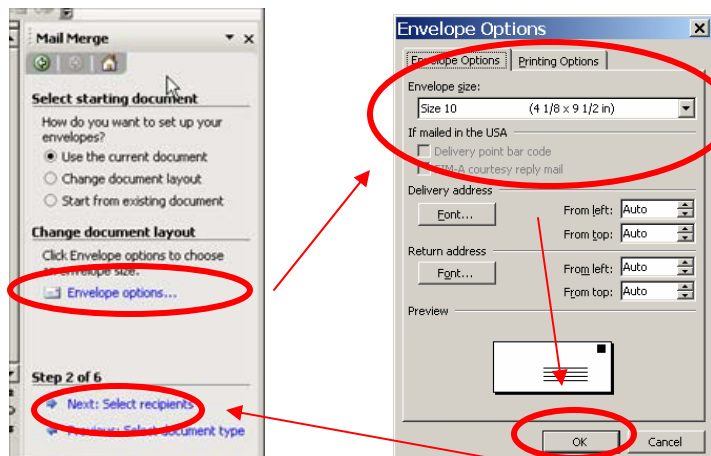 Mail Merge
Select starting document
How do you want to set up your
envelopes?
Use the current document
Change document layout
Start from existing document
Change document layout
Click Envelope options to choose
an envelope size.
Envelope options...
Step 2 of 6
Next: Select recipients
Previous: Select document type
Envelope Options
Envelope Options
Printing Options
Envelope size:
Size 10 (4 1/8 x 9 1/2 in)
If mailed in the USA
Delivery point bar code
FIM-A courtesy reply mail
Delivery address
Font...
From left: Auto
From top: Auto
Return address
Font...
From left: Auto
From top: Auto
Preview
OK
Cancel